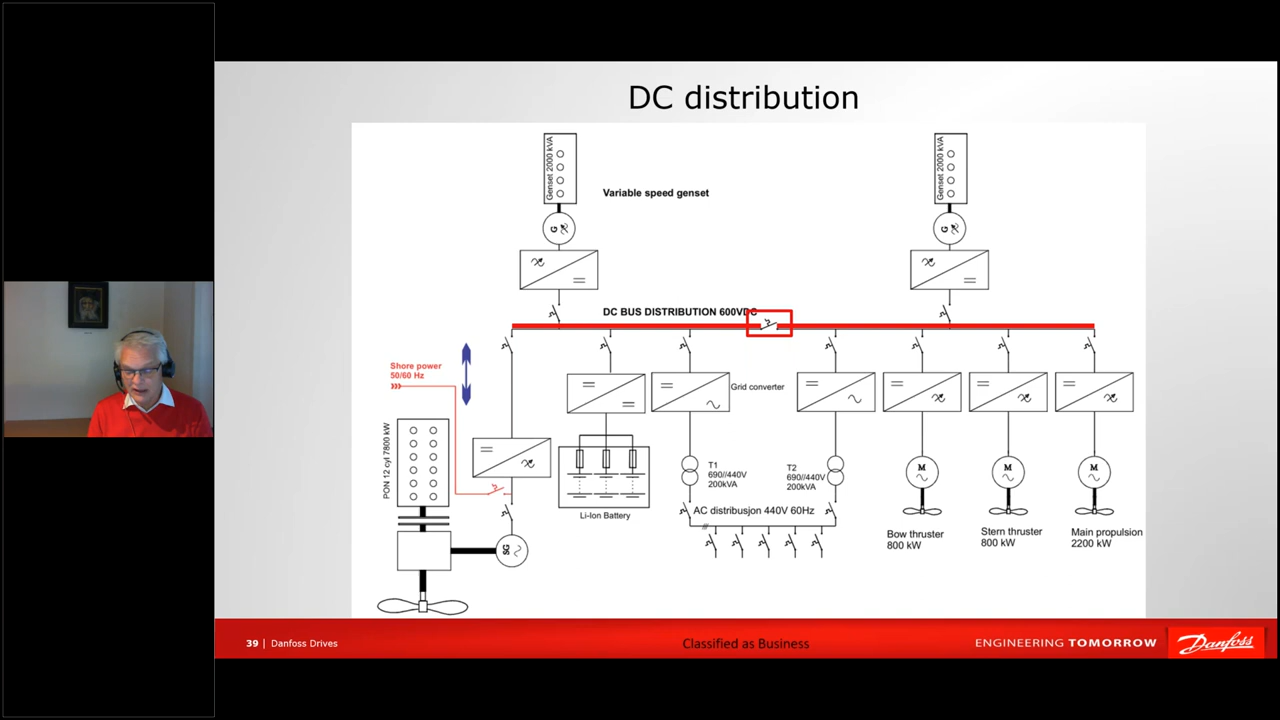 DC distribution
Genset 2000 kVA
Genset 2000 kVA
Variable speed genset
G
G
DC BUS DISTRIBUTION 600VDC
Shore power
50/60 Hz
Grid converter
PON 12 cyl 7800 kW
T1
690//440V
200kVA
T2
690//440V
200kVA
M
M
M
Li-Ion Battery
AC distribusjon 440V 60Hz
SG
Bow thruster
800 kW
Stern thruster
800 kW
Main propulsion
2200 kW
39 | Danfoss Drives
Classified as Business
ENGINEERING TOMORROW
Danfoss